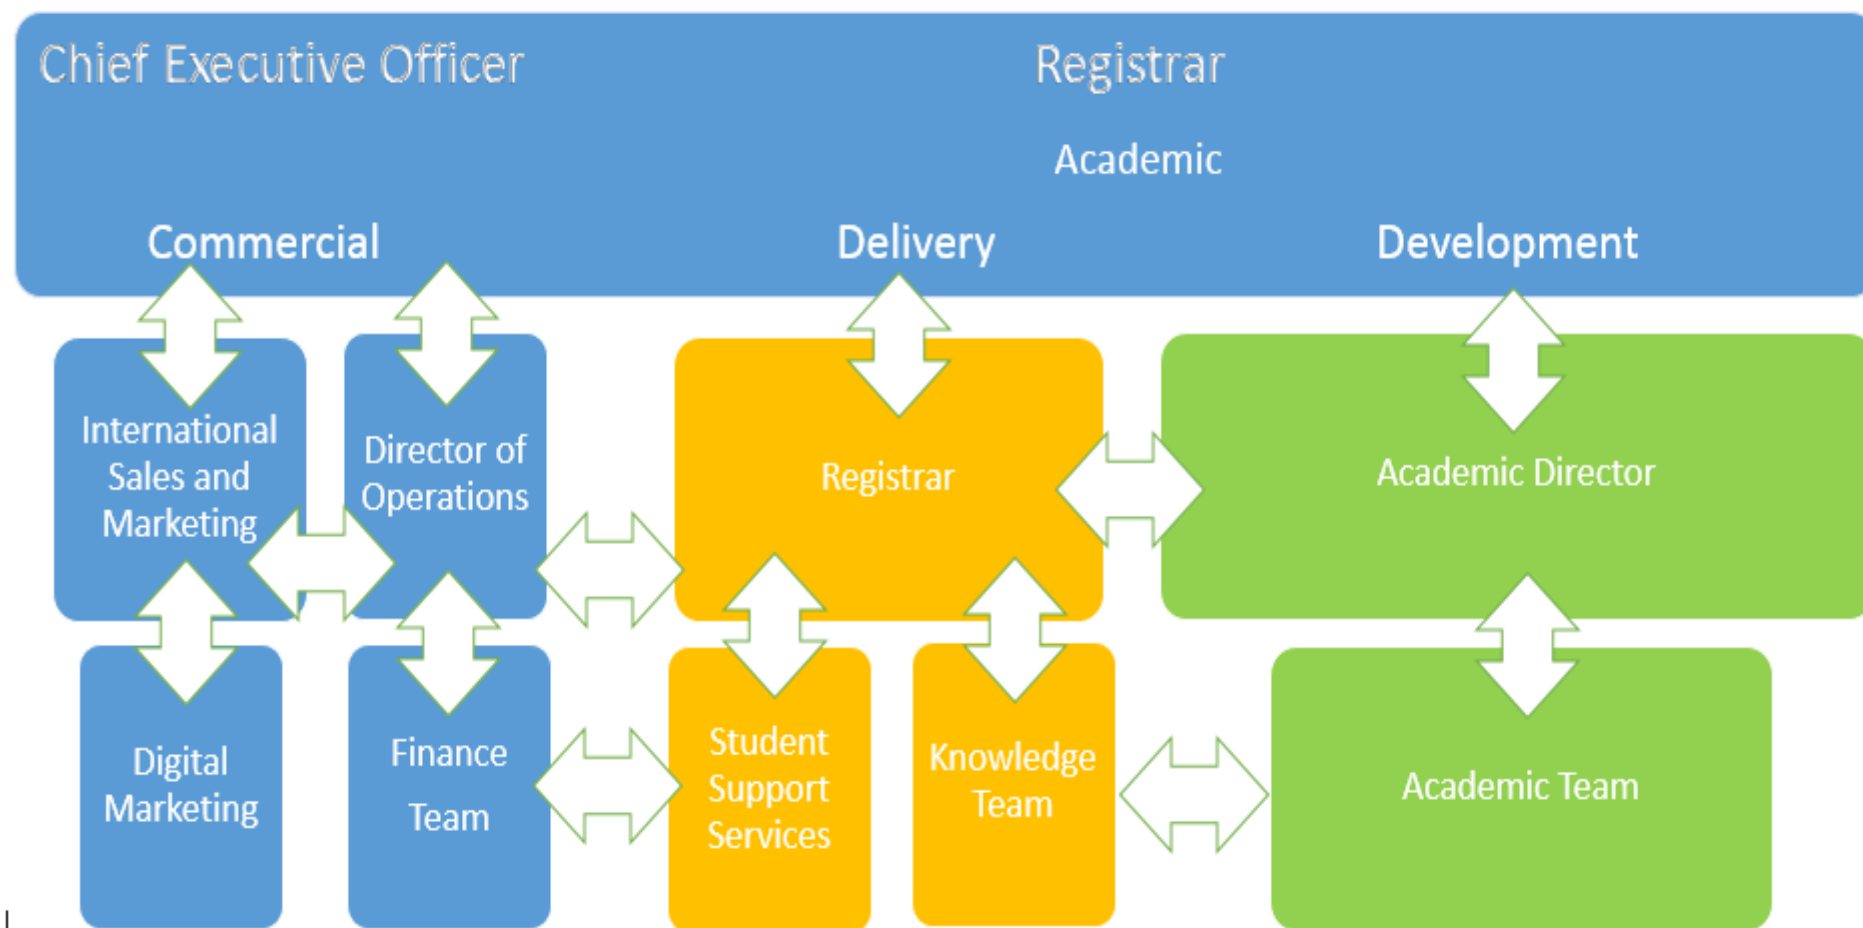 Chief Executive Officer
Registrar
Academic
Commercial
Delivery
Development
International
Sales and
Marketing
Director of
Operations
Registrar
Academic Director
Digital
Marketing
Finance
Team
Student
Support
Services
Knowledge
Team
Academic Team